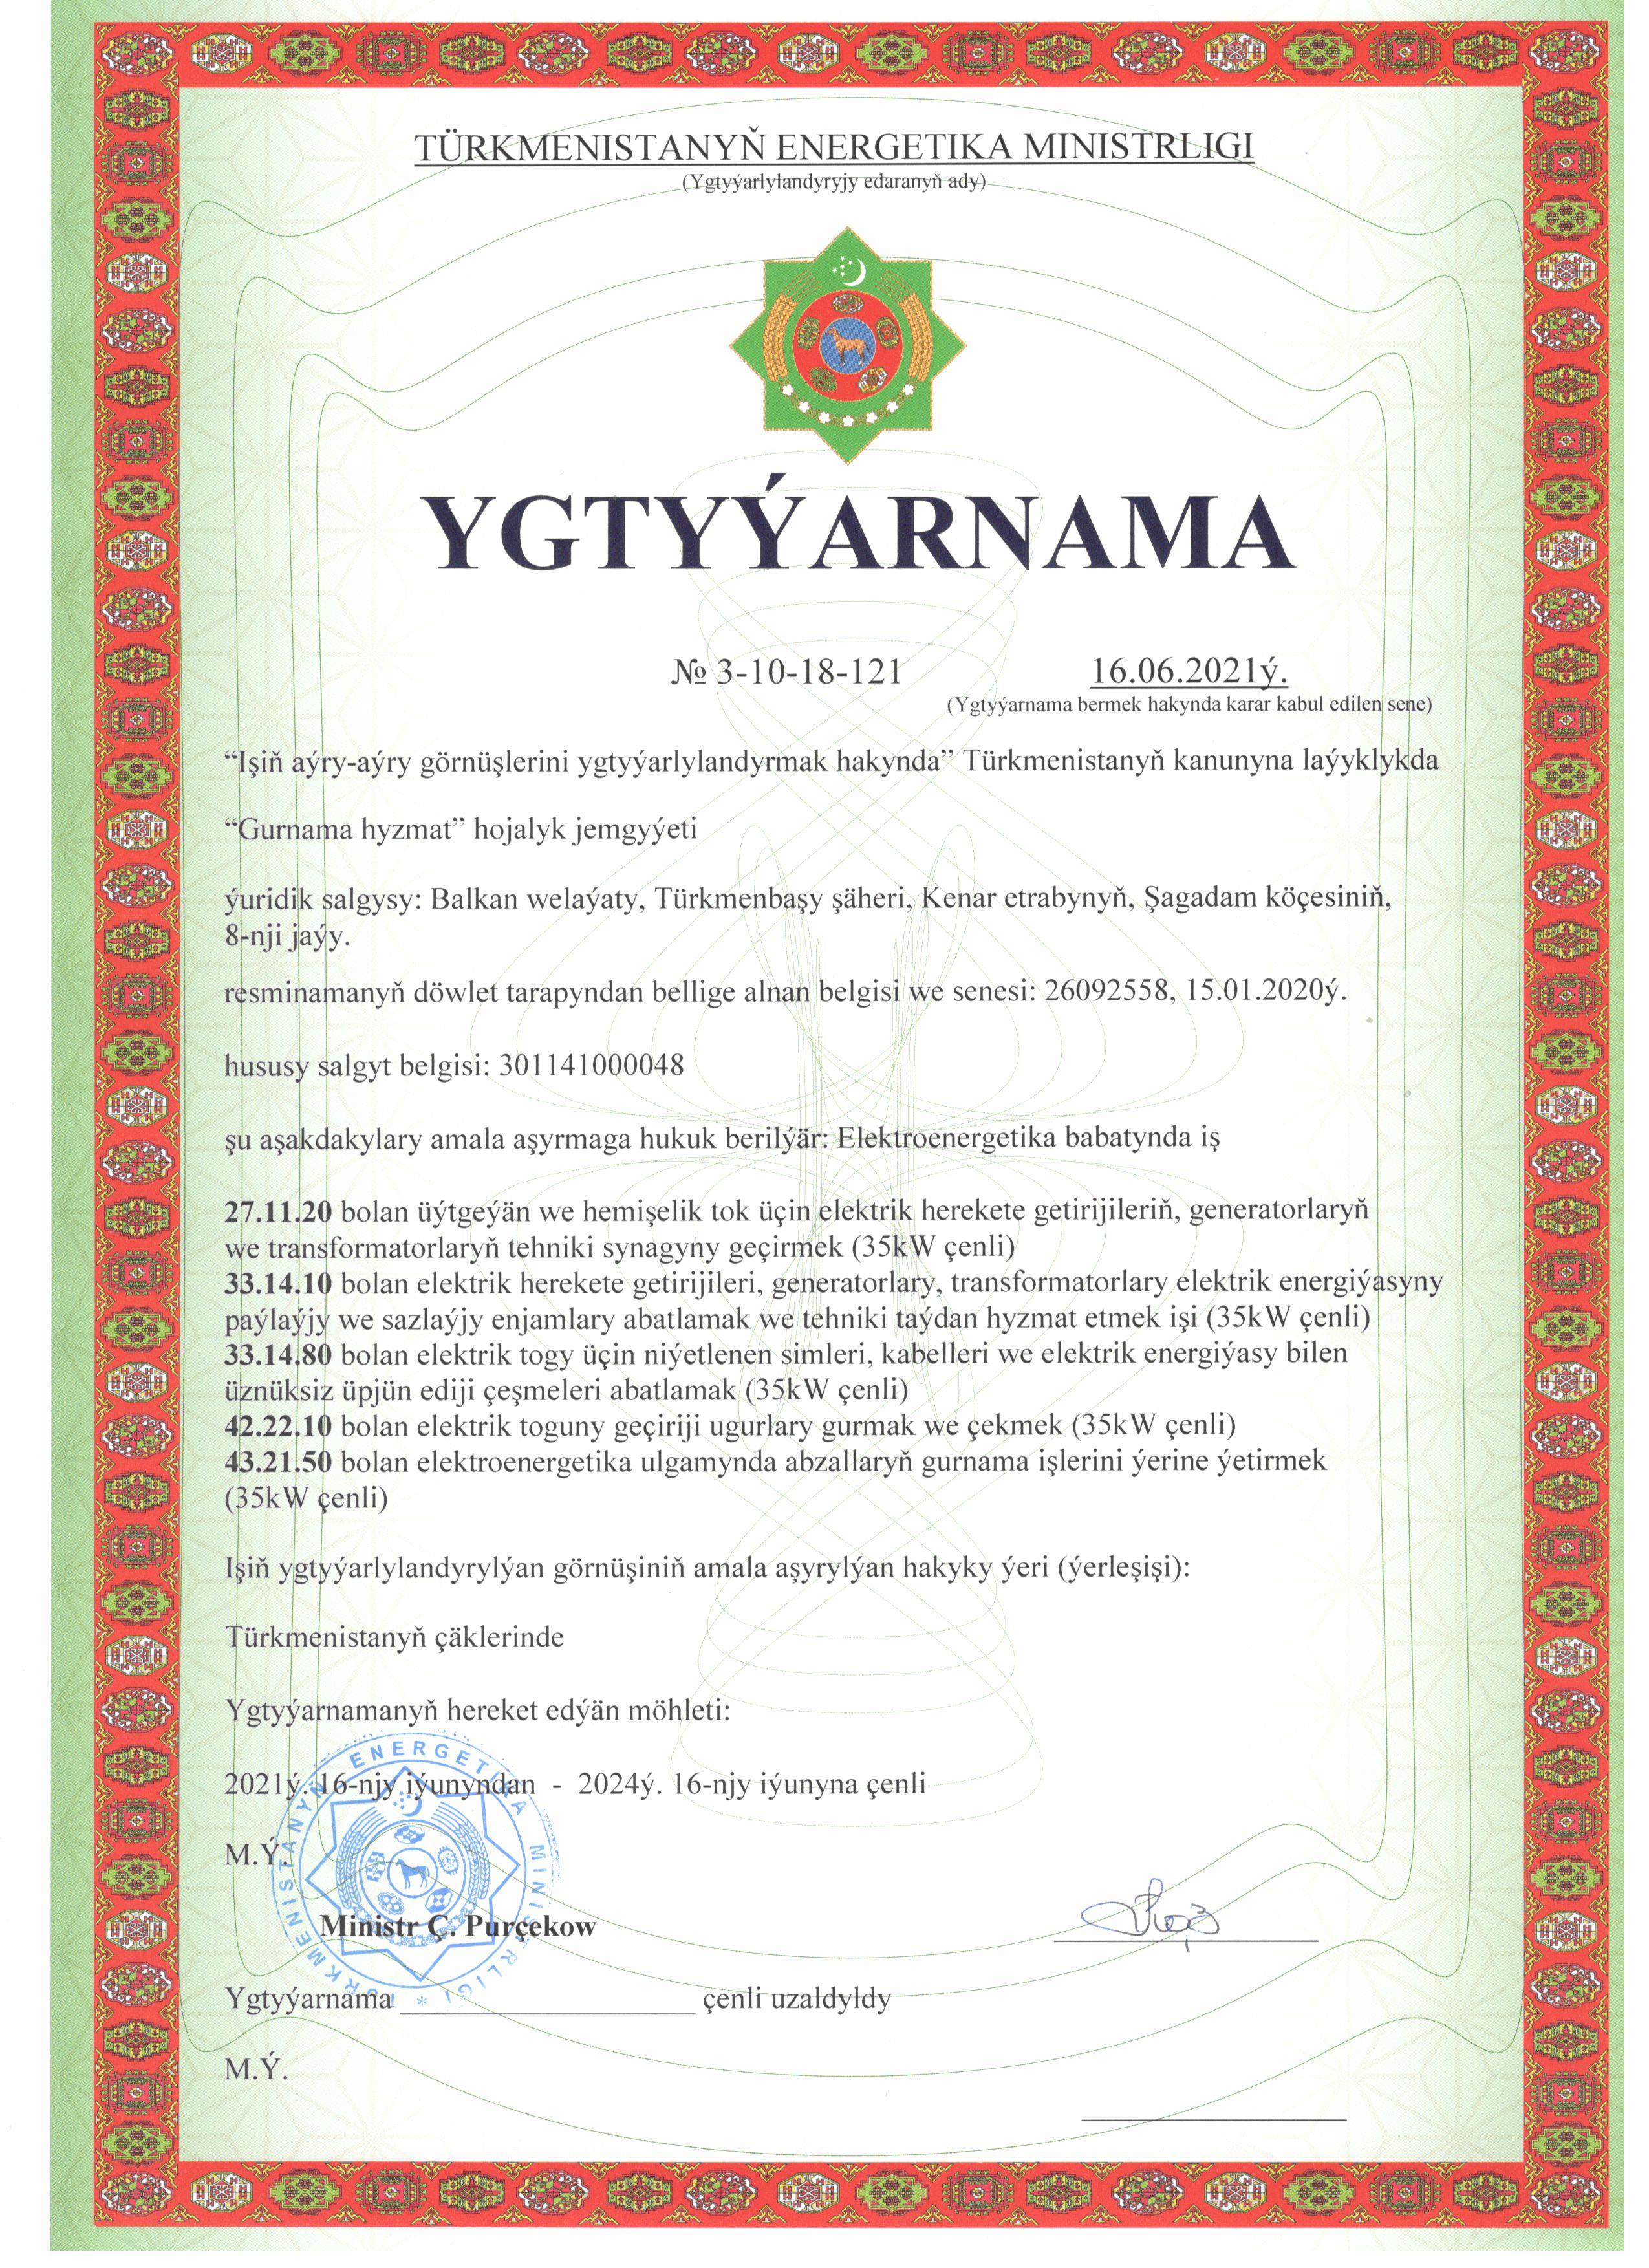 TÜRKMENISTANYŇ ENERGETIKA MINISTRLIGI
(Ygtyýarlylandyryjy edaranyň ady)
YGTYÝARNAMA
№ 3-10-18-121 16.06.2021ý.
(Ygtyýarnama bermek hakynda karar kabul edilen sene)
“Işiň aýry-aýry görnüşlerini ygtyýarlylandyrmak hakynda” Türkmenistanyň kanunyna laýyklykda
“Gurnama hyzmat” hojalyk jemgyýeti
ýuridik salgysy: Balkan welaýaty, Türkmenbaşy şäheri, Kenar etrabynyň, Şagadam köçesiniň,
8-nji jaýy.
resminamanyň döwlet tarapyndan bellige alnan belgisi we senesi: 26092558, 15.01.2020ý.
hususy salgyt belgisi: 301141000048
şu aşakdakylary amala aşyrmaga hukuk berilýär: Elektroenergetika babatynda iş
27.11.20 bolan üýtgeýän we hemişelik tok üçin elektrik herekete getirijileriň, generatorlaryň
we transformatorlaryň tehniki synagyny geçirmek (35kW çenli)
33.14.10 bolan elektrik herekete getirijileri, generatorlary, transformatorlary elektrik energiýasyny
paýlaýjy we sazlaýjy enjamlary abatlamak we tehniki taýdan hyzmat etmek işi (35kW çenli)
33.14.80 bolan elektrik togy üçin niýetlenen simleri, kabelleri we elektrik energiýasy bilen
üznüksiz üpjün ediji çeşmeleri abatlamak (35kW çenli)
42.22.10 bolan elektrik toguny geçiriji ugurlary gurmak we çekmek (35kW çenli)
43.21.50 bolan elektroenergetika ulgamynda abzallaryň gurnama işlerini ýerine ýetirmek
(35kW çenli)
Işiň ygtyýarlylandyrylýan görnüşiniň amala aşyrylýan hakyky ýeri (ýerleşişi):
Türkmenistanyň çäklerinde
Ygtyýarnamanyň hereket edýän möhleti:
2021ý. 16-njy iýunyndan - 2024ý. 16-njy iýunyna çenli
M.Ý.
TÜRKMENISTANYŇ ENERGETIKA MINISTRLIGI *
Ministr Ç. Purçekow
Ygtyýarnama ____________________ çenli uzaldyldy
M.Ý.